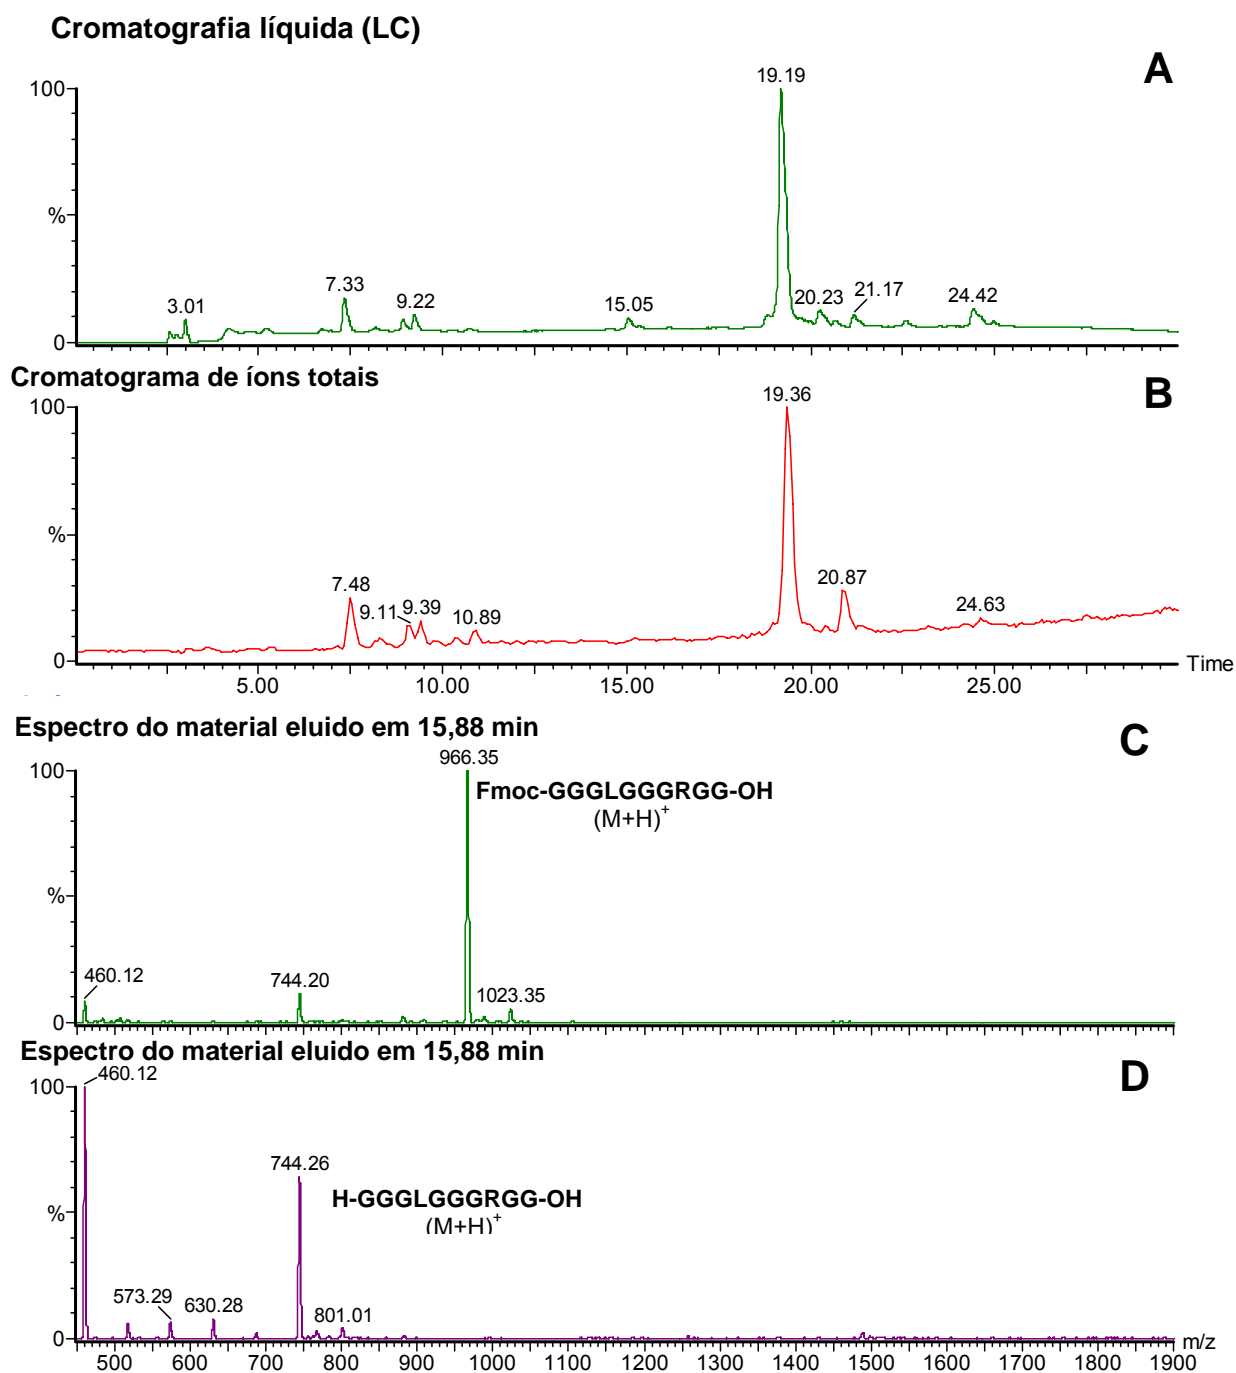 Cromatografia líquida (LC)
A
100
%
0
3.01
7.33
9.22
15.05
19.19
20.23
21.17
24.42
Cromatograma de íons totais
B
100
%
0
7.48
9.11
9.39
10.89
19.36
20.87
24.63
Time
5.00 10.00 15.00 20.00 25.00
Espectro do material eluido em 15,88 min
C
100
%
0
966.35
Fmoc-GGGLGGGRGG-OH
(M+H)+
460.12
744.20
1023.35
Espectro do material eluido em 15,88 min
D
100
%
0
460.12
744.26
H-GGGLGGGRGG-OH
(M+H)+
573.29
630.28
801.01
m/z
500 600 700 800 900 1000 1100 1200 1300 1400 1500 1600 1700 1800 1900